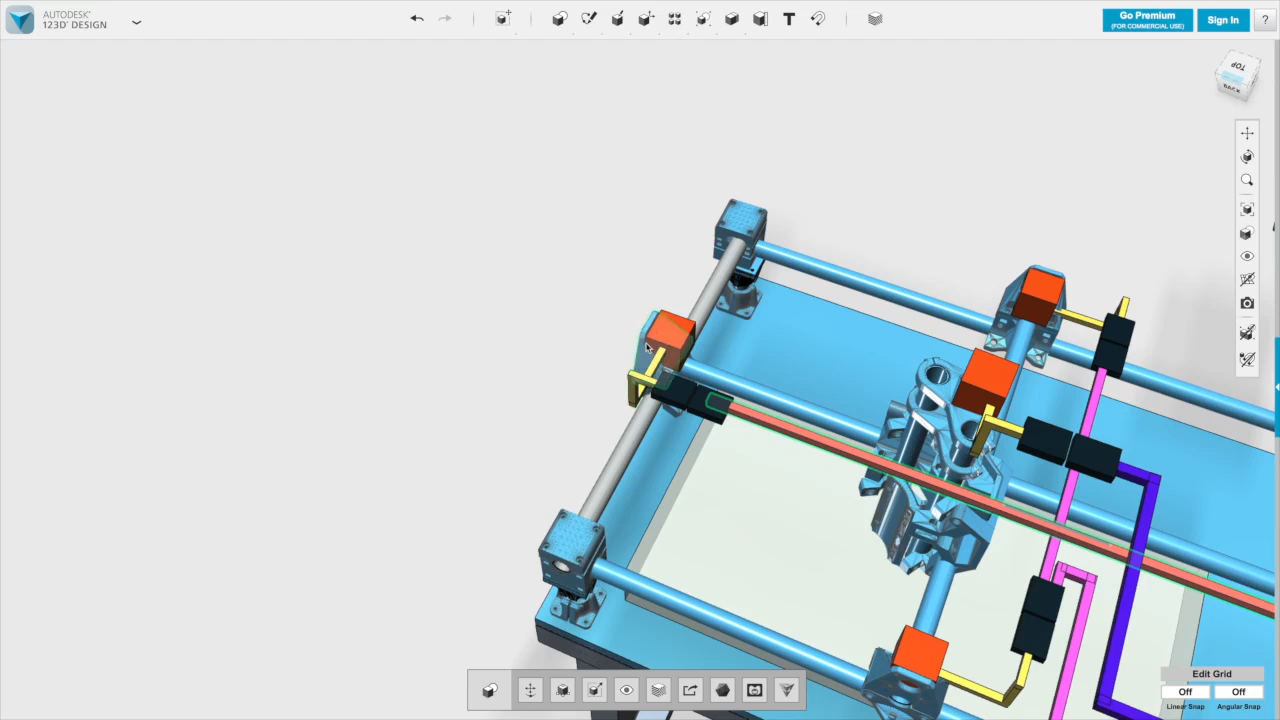 AUTODESK®
123D® DESIGN
T
Go Premium
(FOR COMMERCIAL USE)
Sign In
?
TOP
BACK
Edit Grid
Off
Off
Linear Snap
Angular Snap